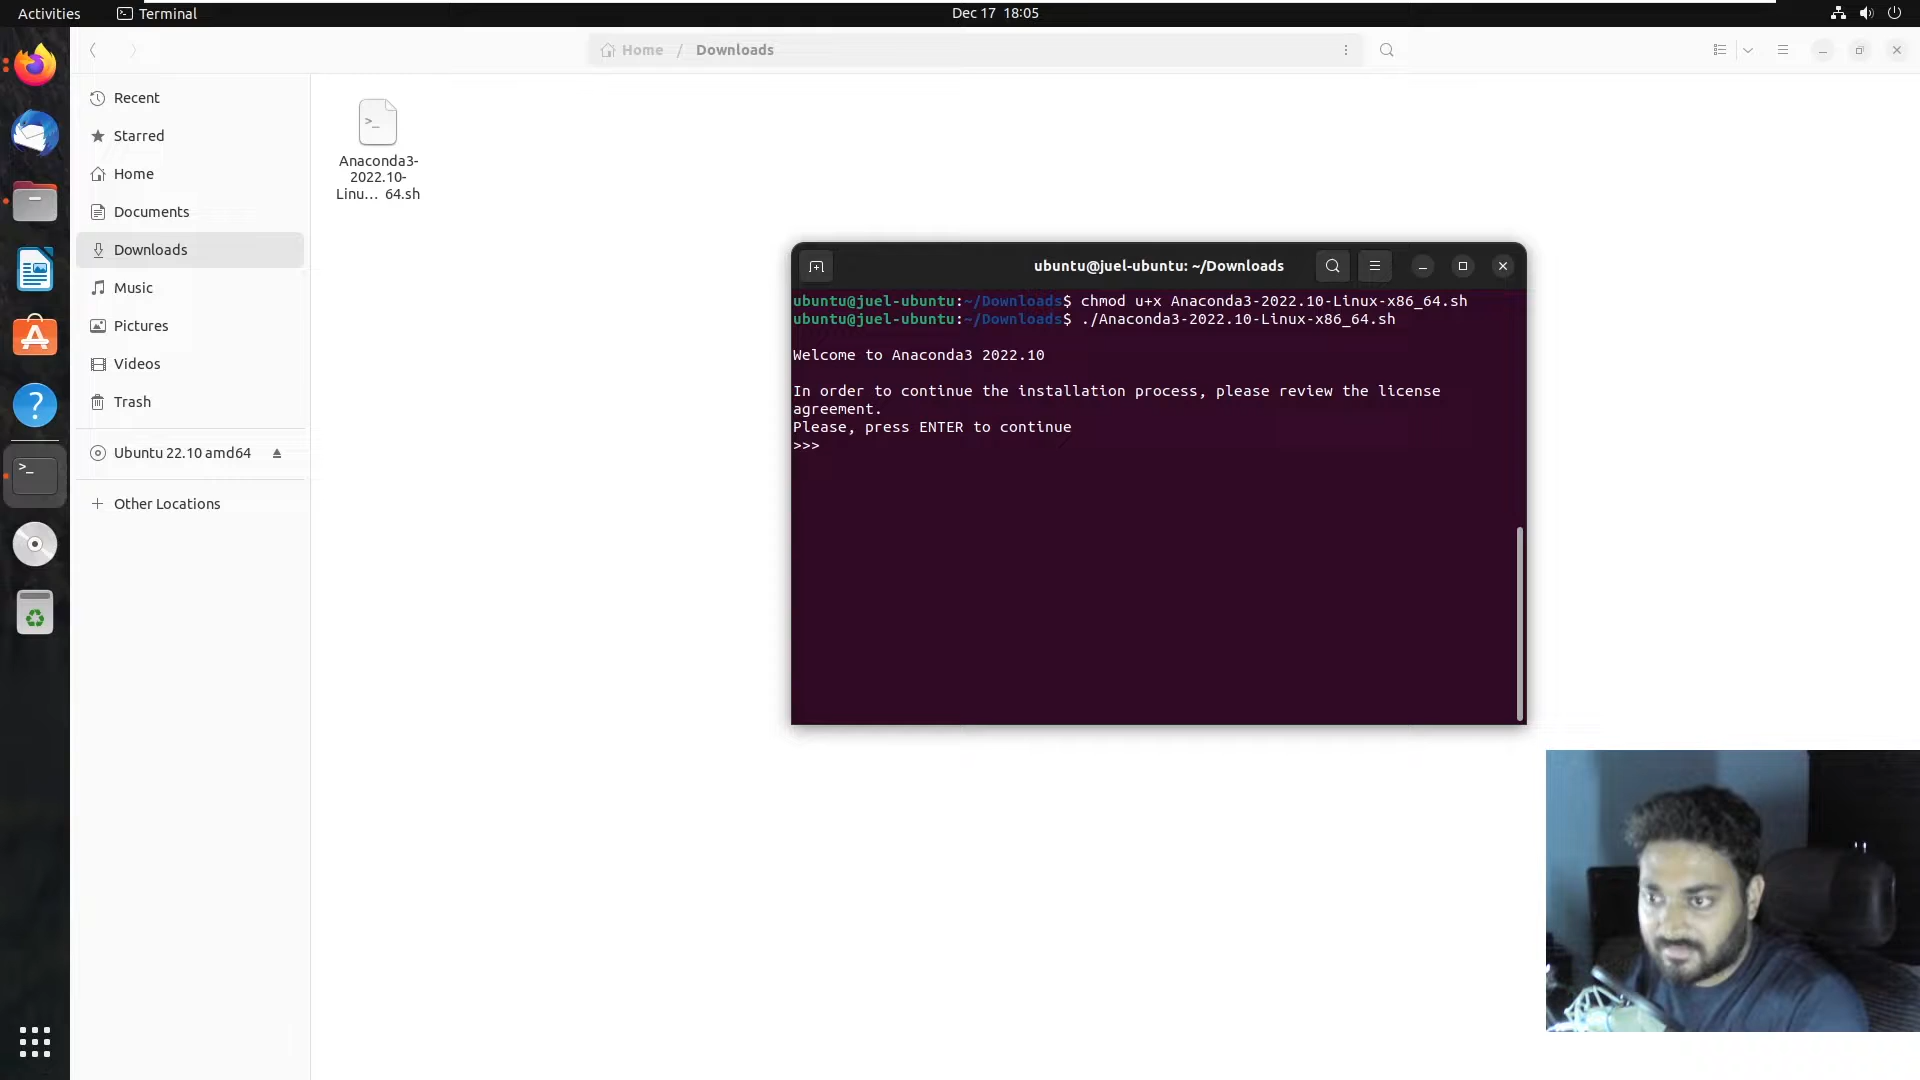 Activities
Terminal
Dec 17 18:05
Home / Downloads
Recent
Starred
Home
Documents
Downloads
Music
Pictures
Videos
Trash
Ubuntu 22.10 amd64
+ Other Locations
Anaconda3-
2022.10-
Linu... 64.sh
ubuntu@juel-ubuntu: ~/Downloads
ubuntu@juel-ubuntu:~/Downloads$ chmod u+x Anaconda3-2022.10-Linux-x86_64.sh
ubuntu@juel-ubuntu:~/Downloads$ ./Anaconda3-2022.10-Linux-x86_64.sh
Welcome to Anaconda3 2022.10
In order to continue the installation process, please review the license
agreement.
Please, press ENTER to continue
>>>